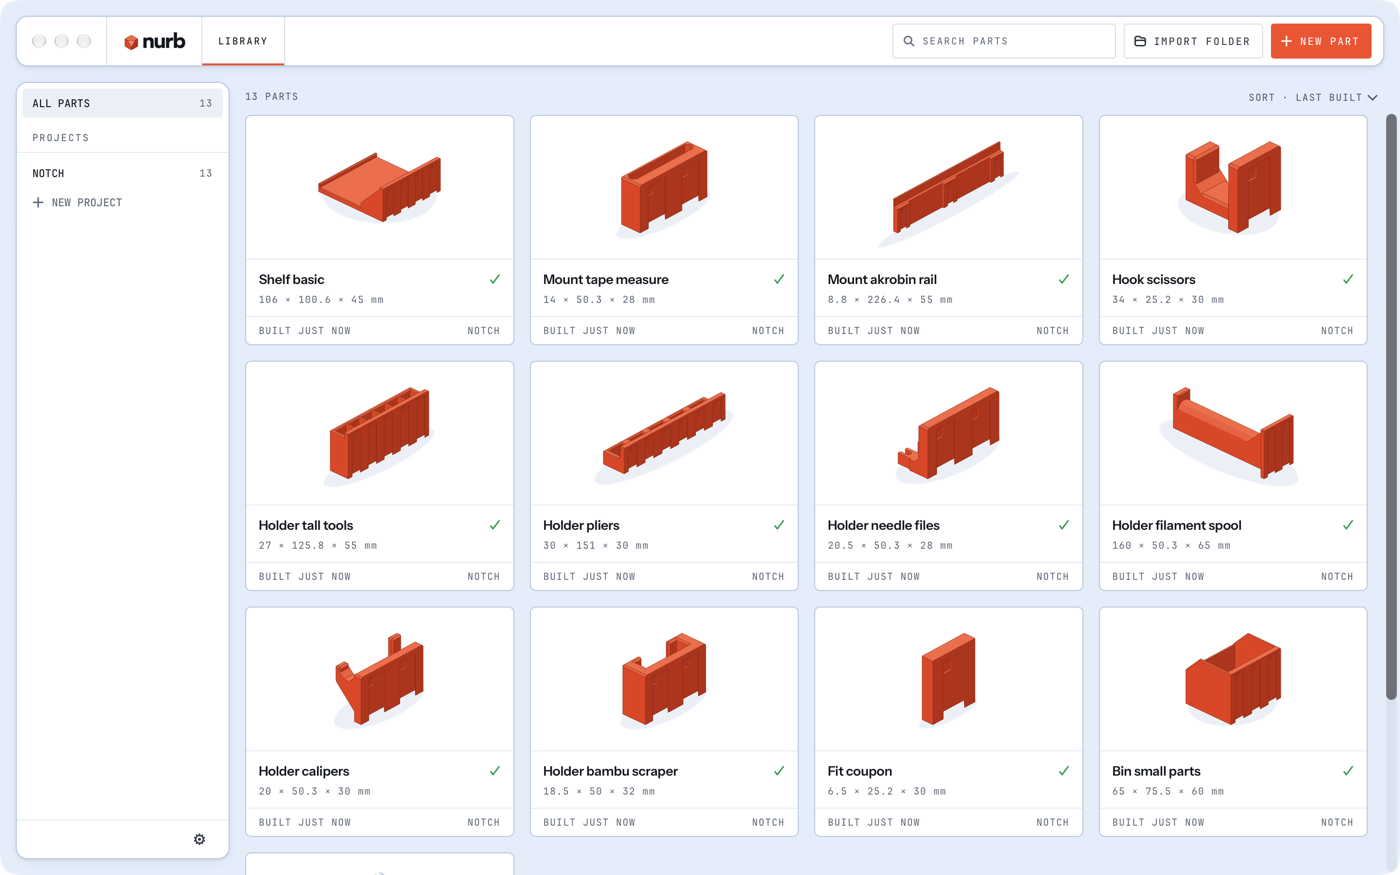 nurb
LIBRARY
SEARCH PARTS
IMPORT FOLDER
NEW PART
ALL PARTS 13
PROJECTS
NOTCH 13
NEW PROJECT
13 PARTS
SORT · LAST BUILT
Shelf basic
106 × 100.6 × 45 mm
BUILT JUST NOW NOTCH
Mount tape measure
14 × 50.3 × 28 mm
BUILT JUST NOW NOTCH
Mount akrobin rail
8.8 × 226.4 × 55 mm
BUILT JUST NOW NOTCH
Hook scissors
34 × 25.2 × 30 mm
BUILT JUST NOW NOTCH
Holder tall tools
27 × 125.8 × 55 mm
BUILT JUST NOW NOTCH
Holder pliers
30 × 151 × 30 mm
BUILT JUST NOW NOTCH
Holder needle files
20.5 × 50.3 × 28 mm
BUILT JUST NOW NOTCH
Holder filament spool
160 × 50.3 × 65 mm
BUILT JUST NOW NOTCH
Holder calipers
20 × 50.3 × 30 mm
BUILT JUST NOW NOTCH
Holder bambu scraper
18.5 × 50 × 32 mm
BUILT JUST NOW NOTCH
Fit coupon
6.5 × 25.2 × 30 mm
BUILT JUST NOW NOTCH
Bin small parts
65 × 75.5 × 60 mm
BUILT JUST NOW NOTCH